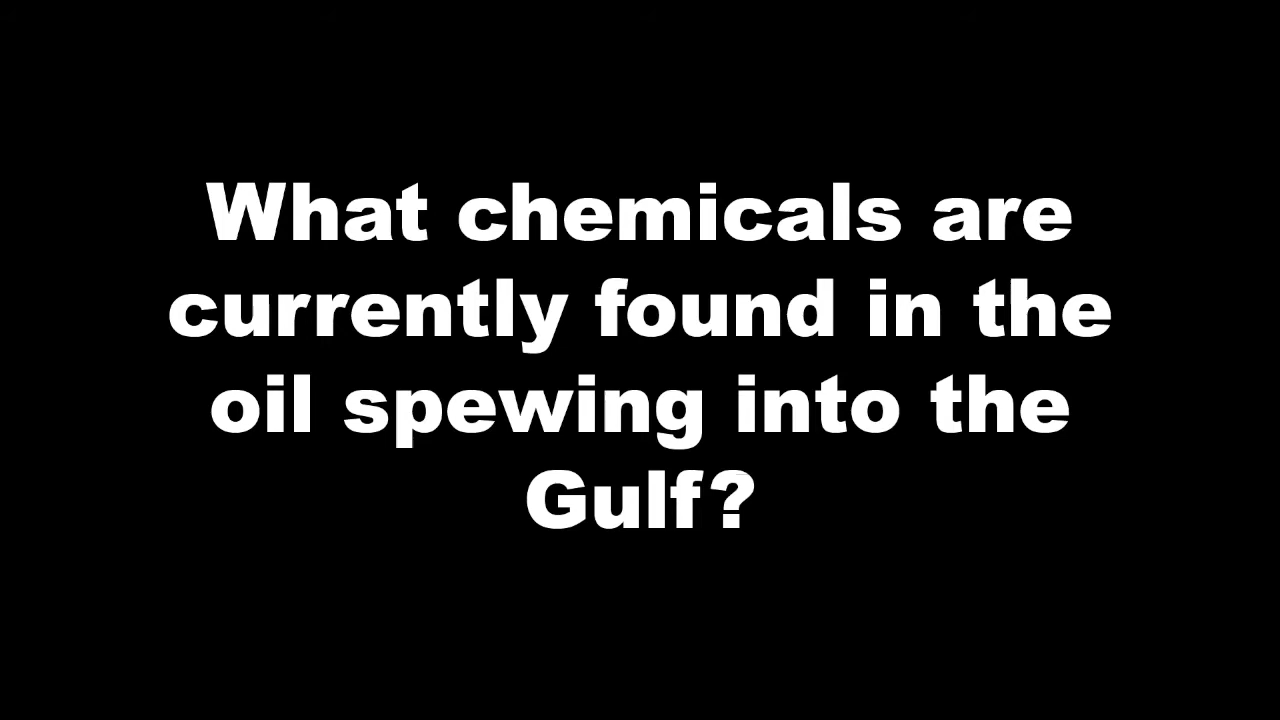 What chemicals are
currently found in the
oil spewing into the
Gulf?